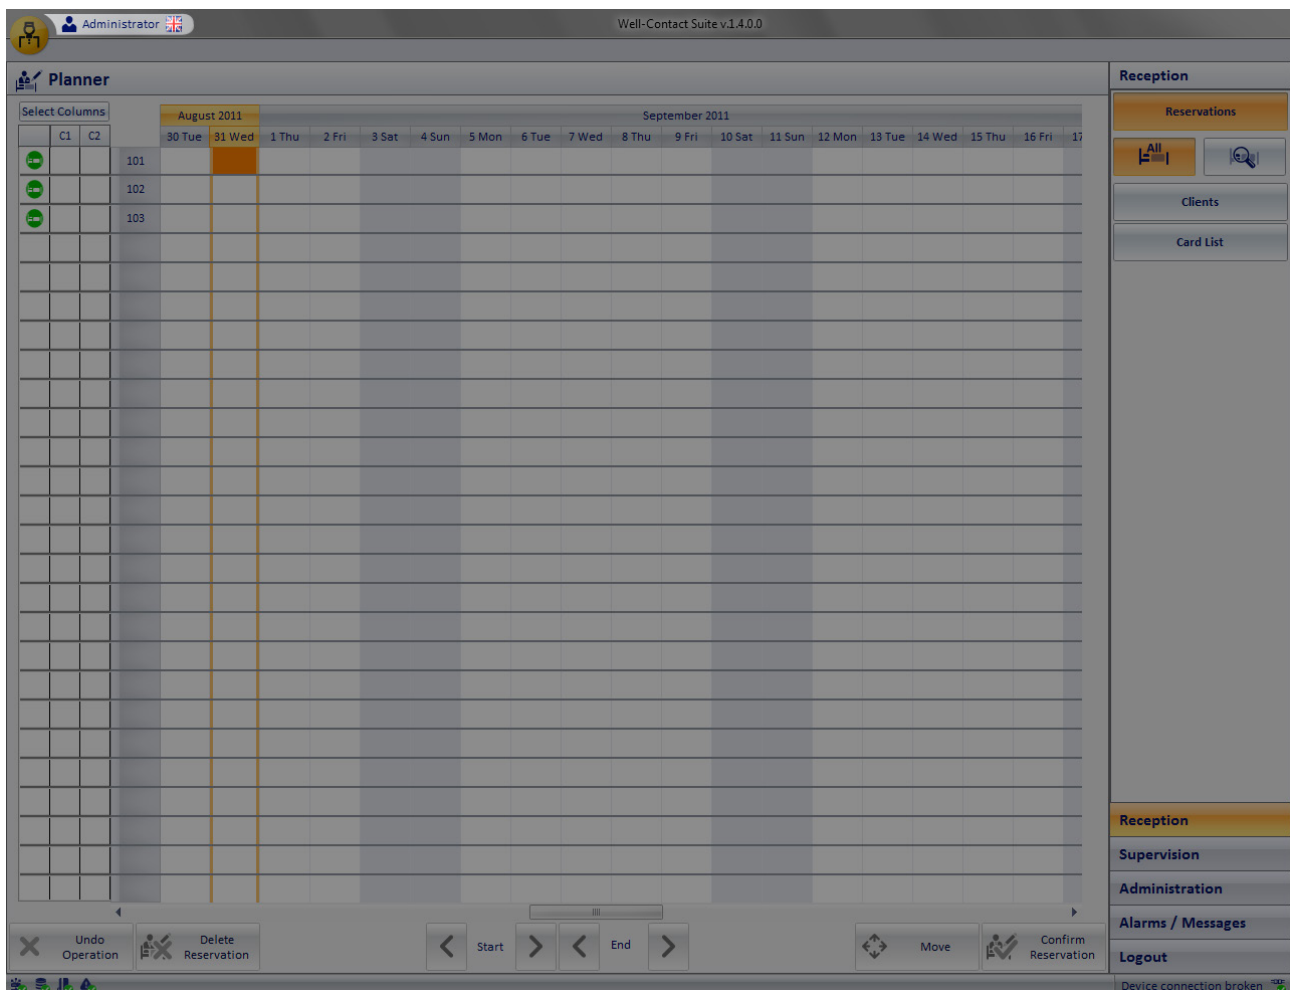 Administrator
Well-Contact Suite v.1.4.0.0
Planner
Reception
Select Columns
August 2011
September 2011
Reservations
C1 C2
30 Tue 31 Wed 1 Thu 2 Fri 3 Sat 4 Sun 5 Mon 6 Tue 7 Wed 8 Thu 9 Fri 10 Sat 11 Sun 12 Mon 13 Tue 14 Wed 15 Thu 16 Fri 17
All
101
102
103
Clients
Card List
Reception
Supervision
Administration
Alarms / Messages
Logout
Undo
Operation
Delete
Reservation
Start
End
Move
Confirm
Reservation
Device connection broken